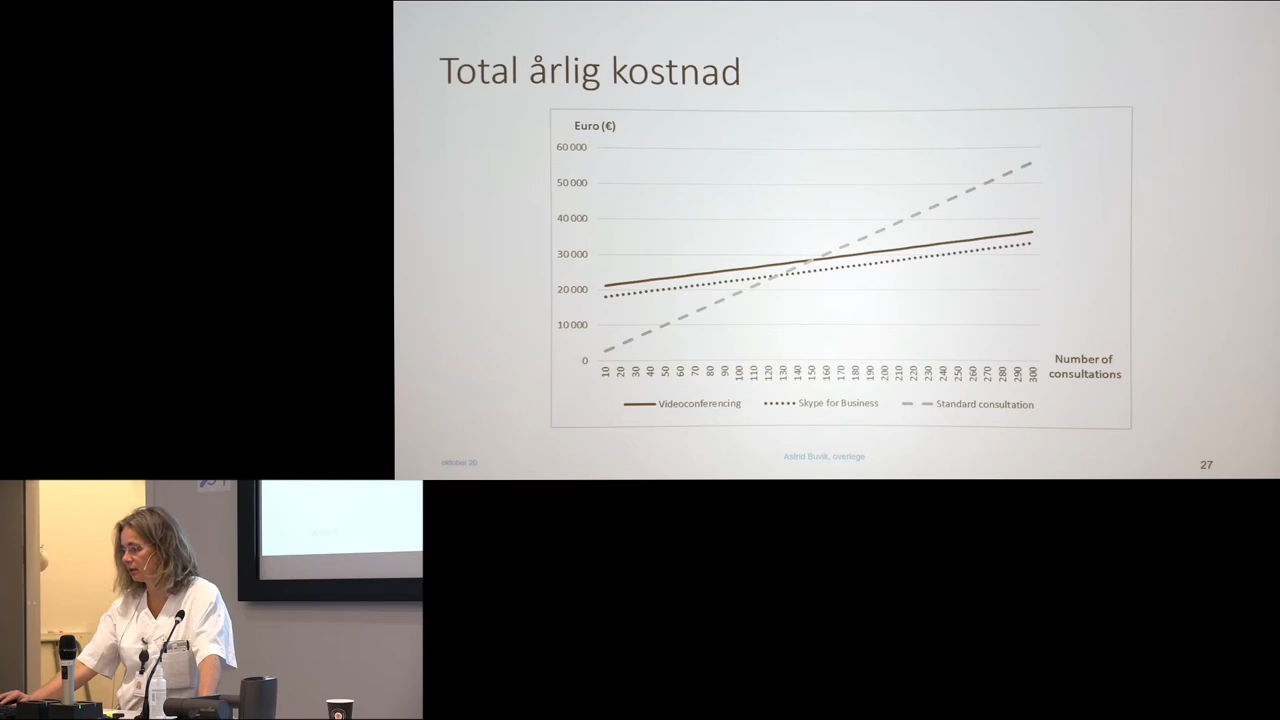 Total årlig kostnad
Euro (€)
60 000
50 000
40 000
30 000
20 000
10 000
0
10 20 30 40 50 60 70 80 90 100 110 120 130 140 150 160 170 180 190 200 210 220 230 240 250 260 270 280 290 300
Number of
consultations
Videoconferencing Skype for Business Standard consultation
oktober 20 Astrid Buvik, overlege 27